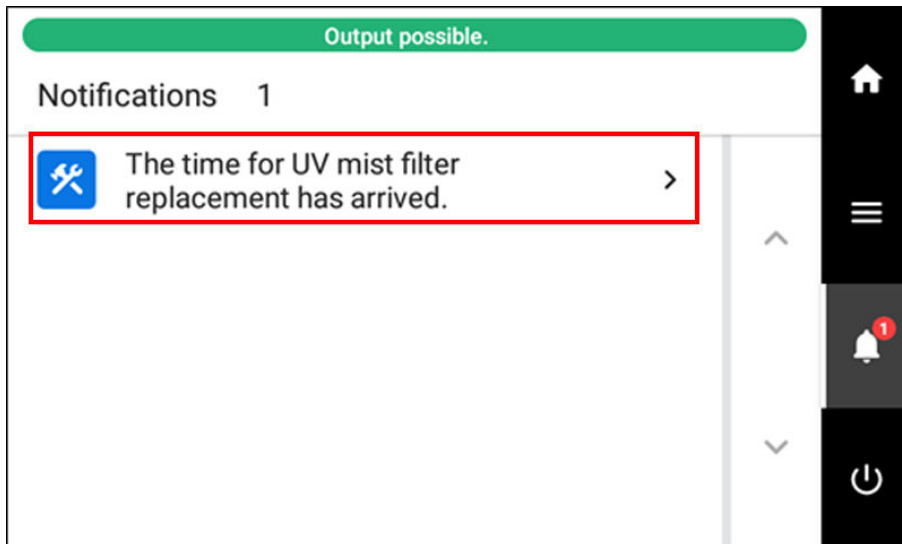 Output possible.
Notifications 1
The time for UV mist filter
replacement has arrived.
1